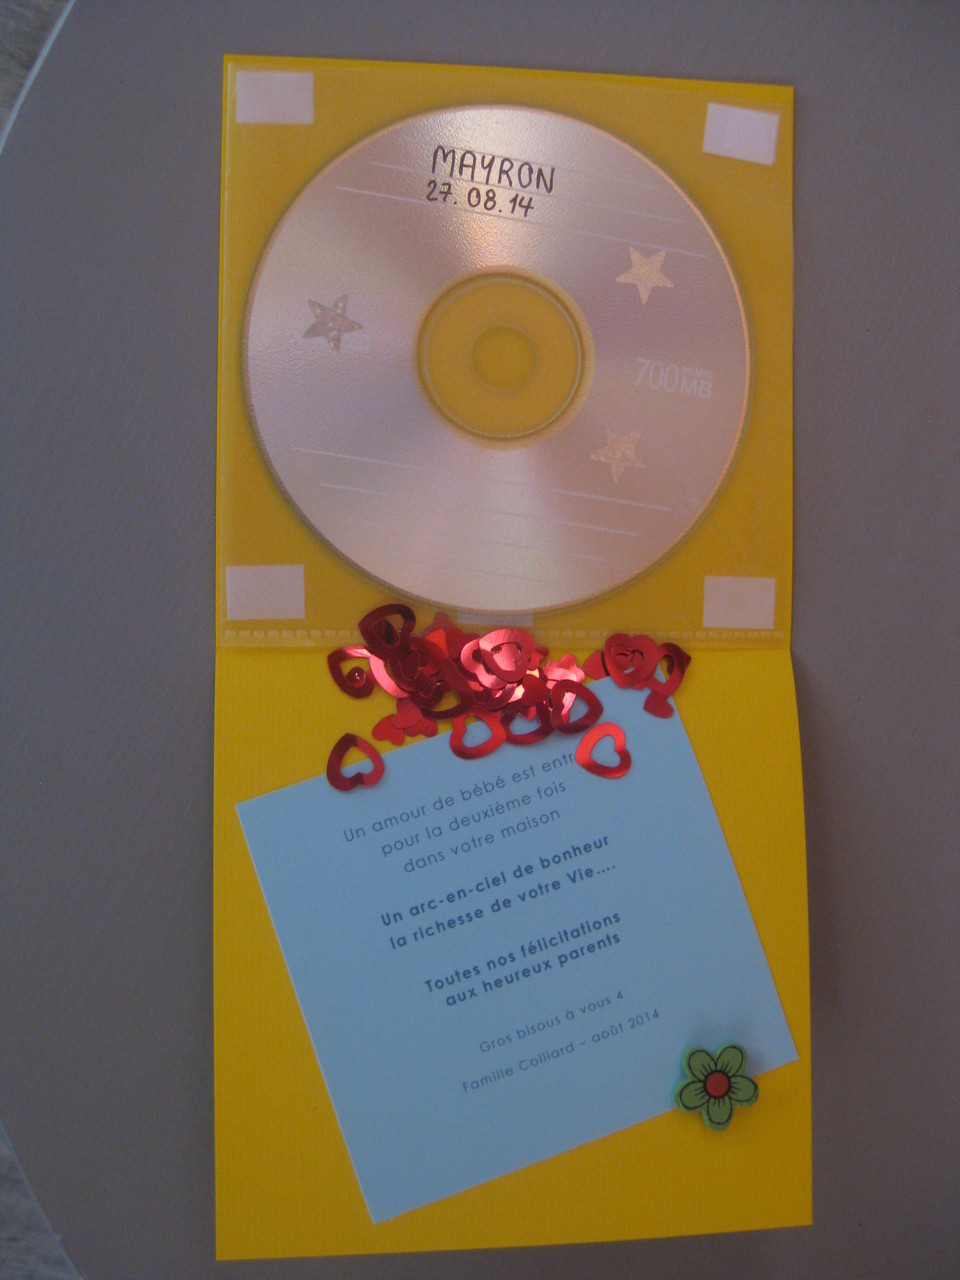 MAYRON
27.08.14
700 MB
Un amour de bébé est entr
pour la deuxième fois
dans votre maison
Un arc-en-ciel de bonheur
la richesse de votre Vie....
Toutes nos félicitations
aux heureux parents
Gros bisous à vous 4
Famille Colliard – août 2014